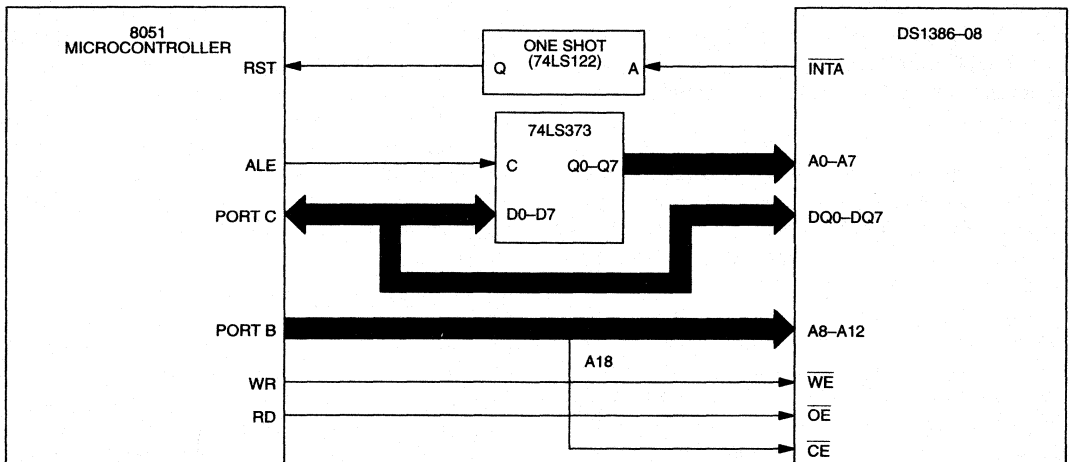 8051
MICROCONTROLLER
DS1386–08
ONE SHOT
(74LS122)
RST
Q
A
INTA
74LS373
ALE
C
Q0–Q7
A0–A7
PORT C
D0–D7
DQ0–DQ7
PORT B
A8–A12
A18
WR
WE
RD
OE
CE